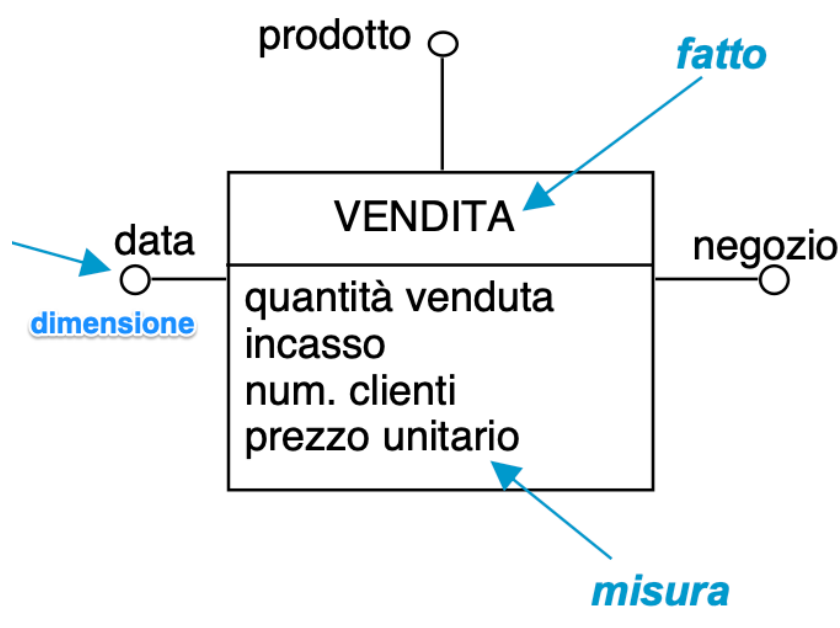 prodotto
fatto
VENDITA
data
negozio
dimensione
quantità venduta
incasso
num. clienti
prezzo unitario
misura